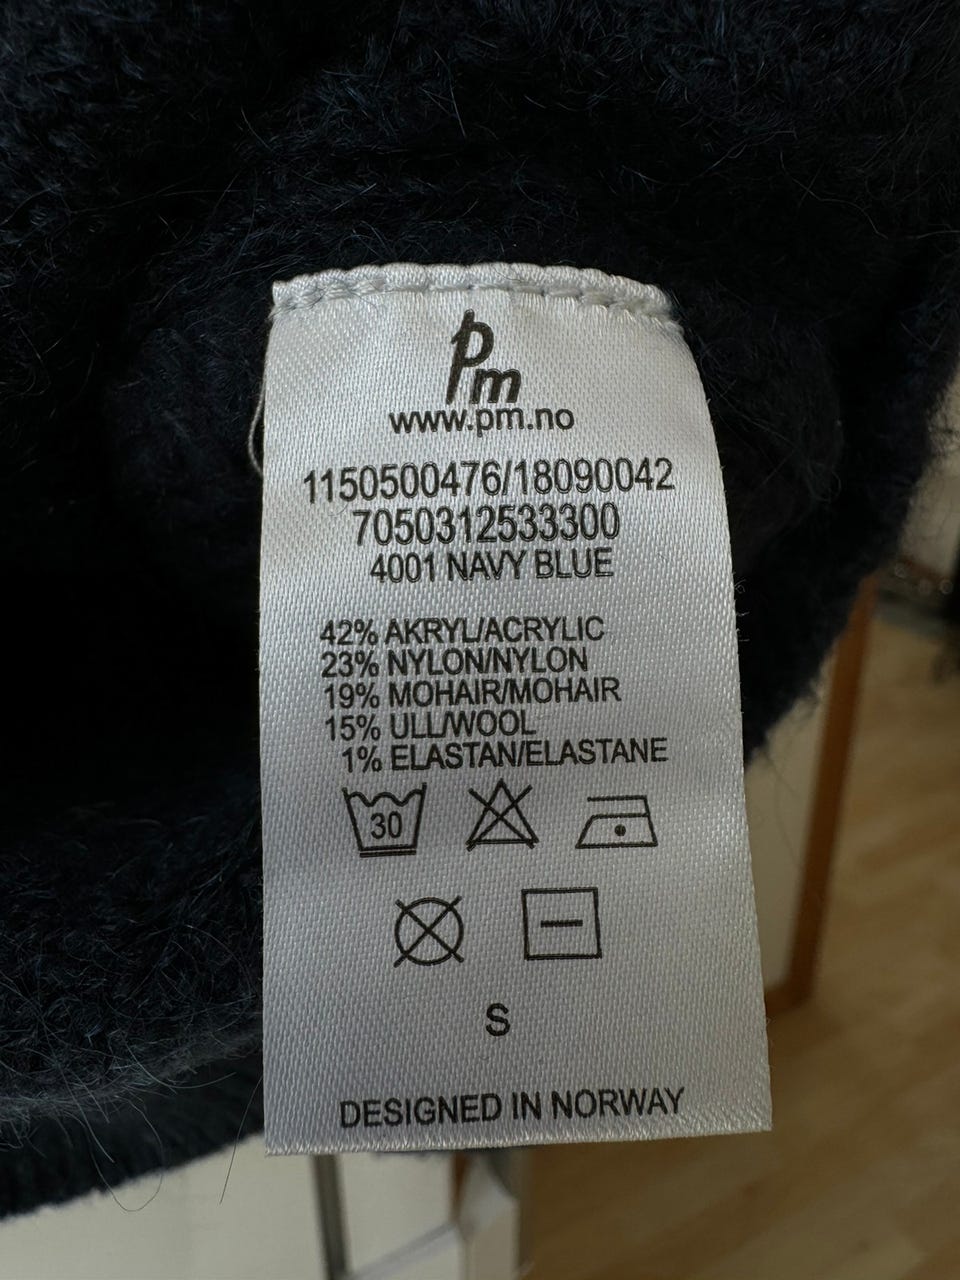 Pm
www.pm.no
1150500476/18090042
7050312533300
4001 NAVY BLUE
42% AKRYL/ACRYLIC
23% NYLON/NYLON
19% MOHAIR/MOHAIR
15% ULL/WOOL
1% ELASTAN/ELASTANE
30
S
DESIGNED IN NORWAY